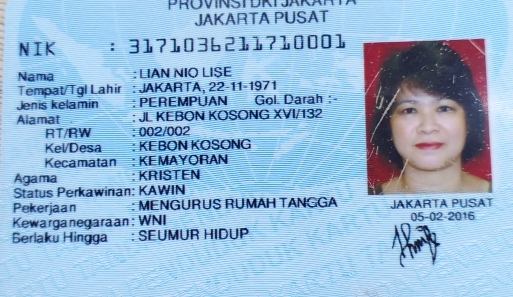 PROVINSI DKI JAKARTA
JAKARTA PUSAT
NIK : 3171036211710001
Nama : LIAN NIO LISE
Tempat/Tgl Lahir : JAKARTA, 22-11-1971
Jenis kelamin : PEREMPUAN Gol. Darah :-
Alamat : JL KEBON KOSONG XVI/132
RT/RW : 002/002
Kel/Desa : KEBON KOSONG
Kecamatan : KEMAYORAN
Agama : KRISTEN
Status Perkawinan: KAWIN
Pekerjaan : MENGURUS RUMAH TANGGA
Kewarganegaraan: WNI
Berlaku Hingga : SEUMUR HIDUP
JAKARTA PUSAT
05-02-2016